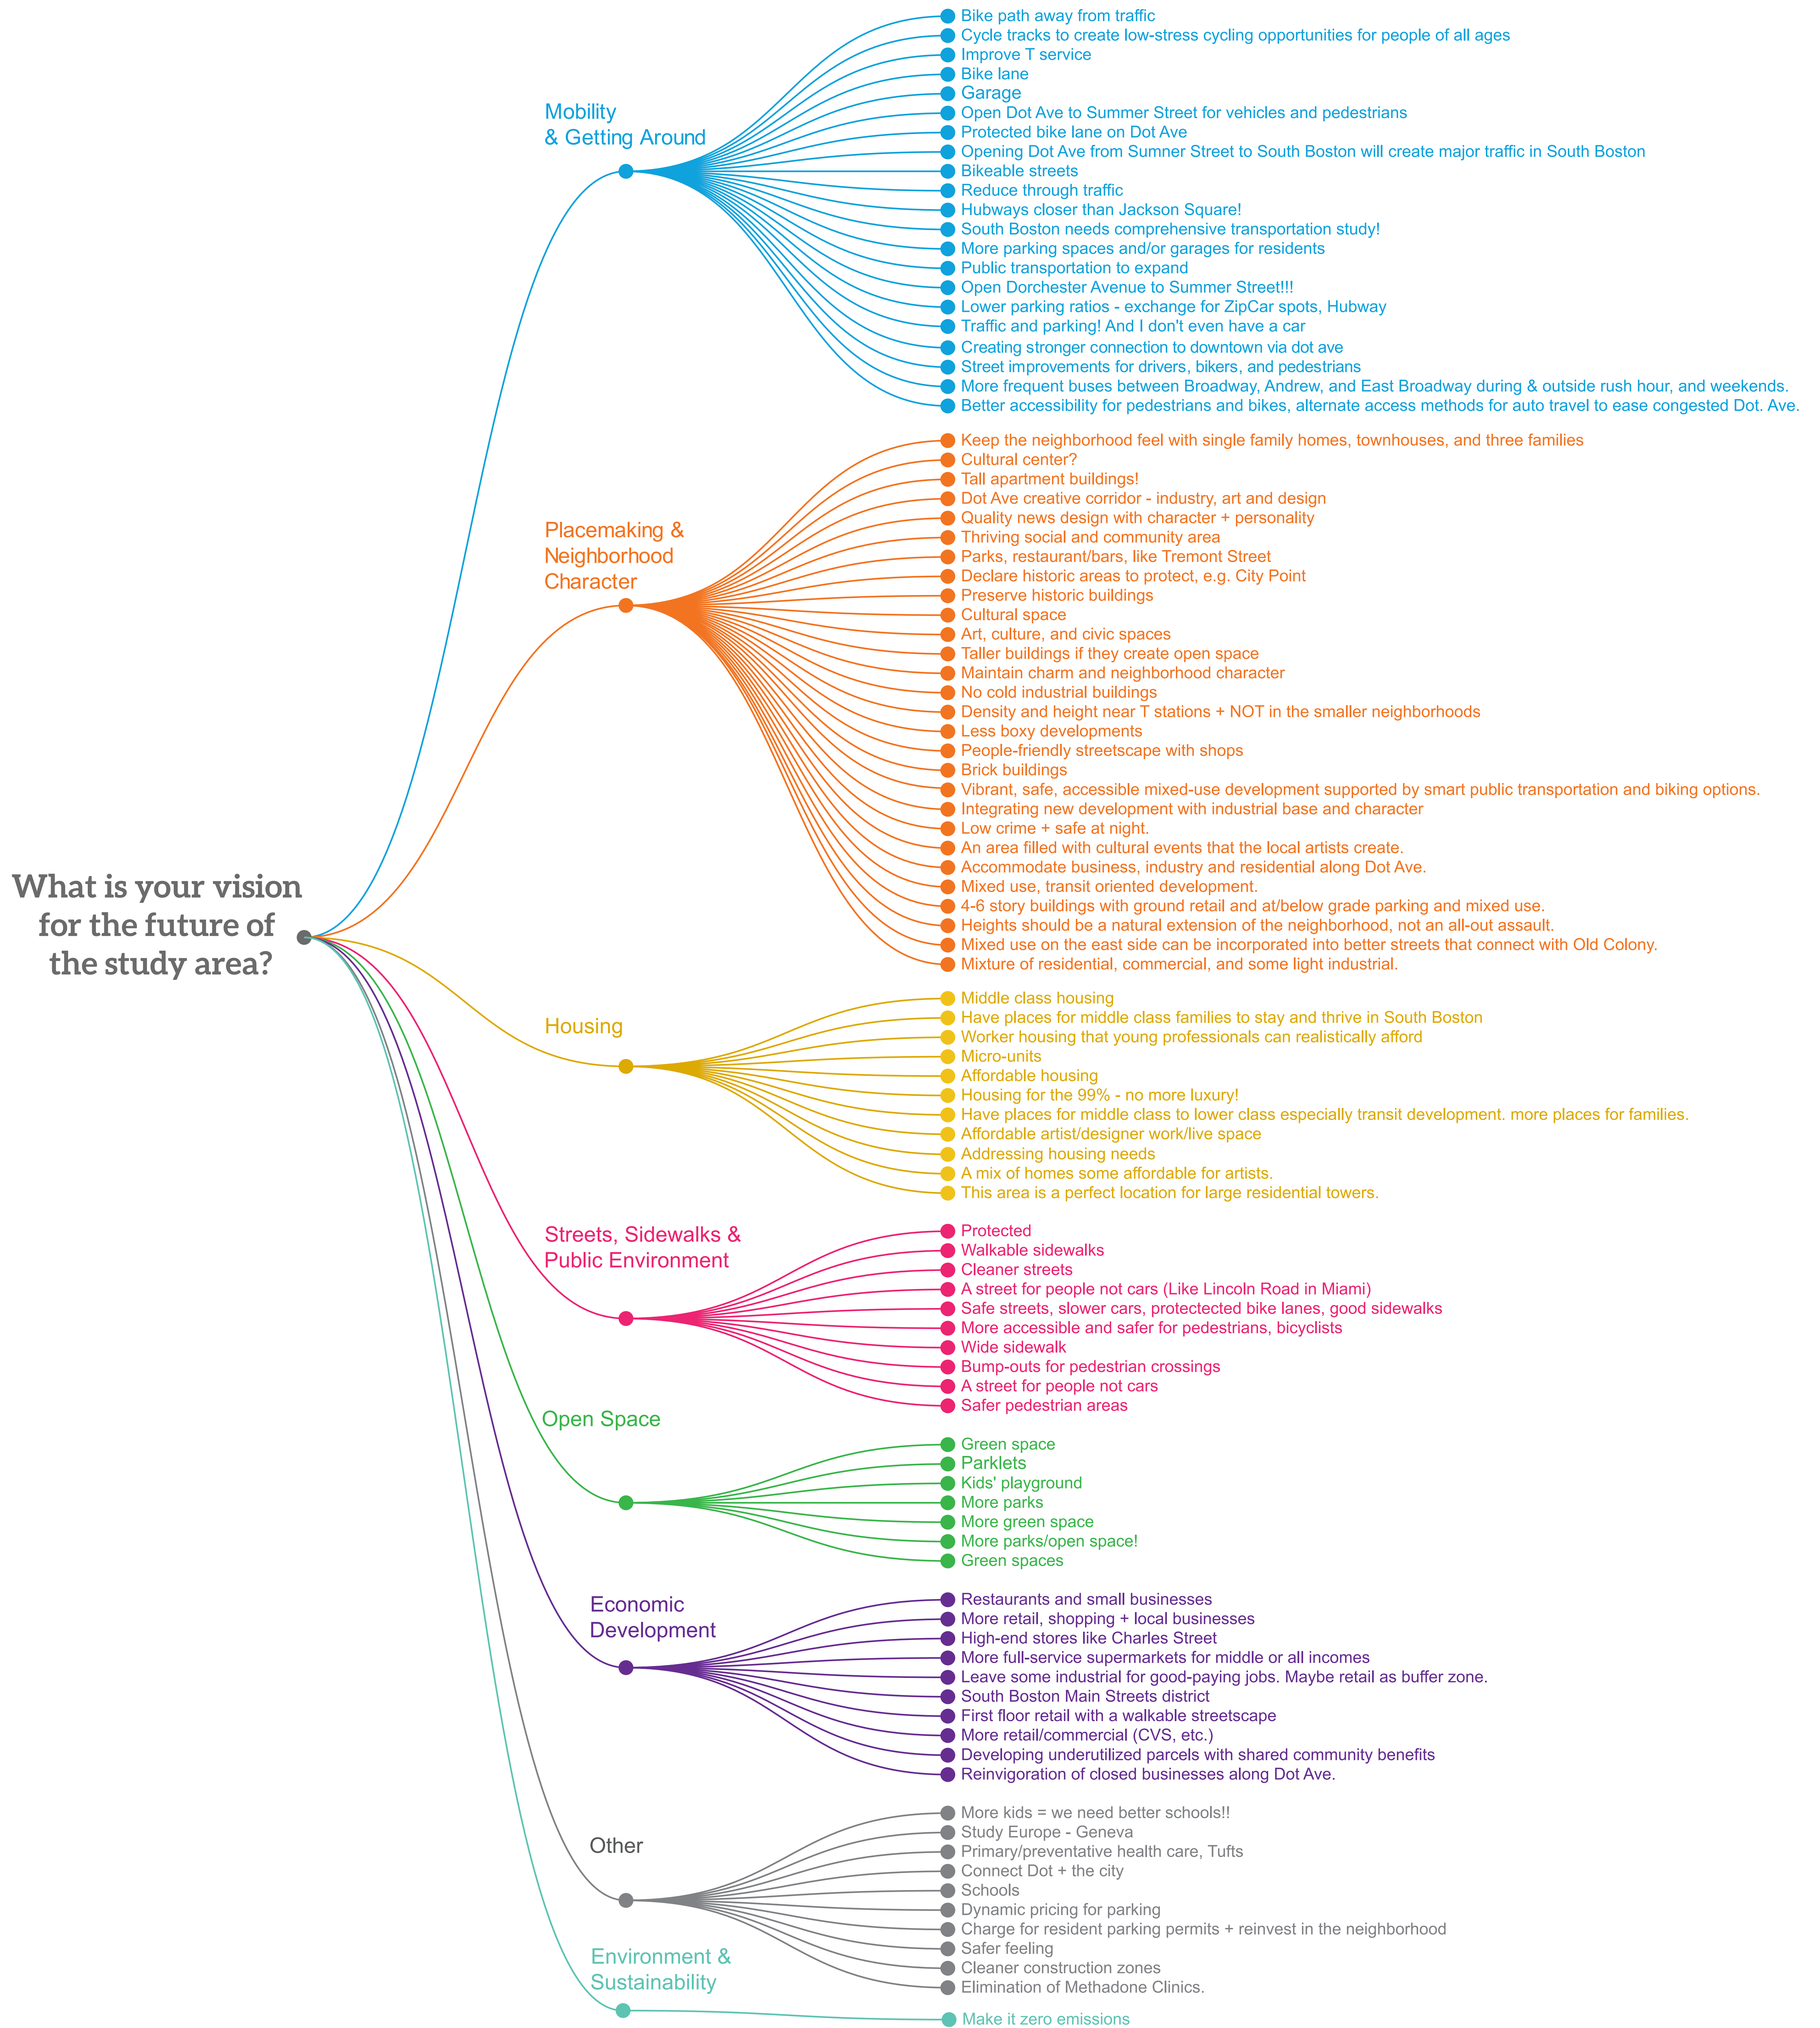 What is your vision
for the future of
the study area?
Mobility
& Getting Around
Bike path away from traffic
Cycle tracks to create low-stress cycling opportunities for people of all ages
Improve T service
Bike lane
Garage
Open Dot Ave to Summer Street for vehicles and pedestrians
Protected bike lane on Dot Ave
Opening Dot Ave from Sumner Street to South Boston will create major traffic in South Boston
Bikeable streets
Reduce through traffic
Hubways closer than Jackson Square!
South Boston needs comprehensive transportation study!
More parking spaces and/or garages for residents
Public transportation to expand
Open Dorchester Avenue to Summer Street!!!
Lower parking ratios - exchange for ZipCar spots, Hubway
Traffic and parking! And I don't even have a car
Creating stronger connection to downtown via dot ave
Street improvements for drivers, bikers, and pedestrians
More frequent buses between Broadway, Andrew, and East Broadway during & outside rush hour, and weekends.
Better accessibility for pedestrians and bikes, alternate access methods for auto travel to ease congested Dot. Ave.
Placemaking &
Neighborhood
Character
Keep the neighborhood feel with single family homes, townhouses, and three families
Cultural center?
Tall apartment buildings!
Dot Ave creative corridor - industry, art and design
Quality news design with character + personality
Thriving social and community area
Parks, restaurant/bars, like Tremont Street
Declare historic areas to protect, e.g. City Point
Preserve historic buildings
Cultural space
Art, culture, and civic spaces
Taller buildings if they create open space
Maintain charm and neighborhood character
No cold industrial buildings
Density and height near T stations + NOT in the smaller neighborhoods
Less boxy developments
People-friendly streetscape with shops
Brick buildings
Vibrant, safe, accessible mixed-use development supported by smart public transportation and biking options.
Integrating new development with industrial base and character
Low crime + safe at night.
An area filled with cultural events that the local artists create.
Accommodate business, industry and residential along Dot Ave.
Mixed use, transit oriented development.
4-6 story buildings with ground retail and at/below grade parking and mixed use.
Heights should be a natural extension of the neighborhood, not an all-out assault.
Mixed use on the east side can be incorporated into better streets that connect with Old Colony.
Mixture of residential, commercial, and some light industrial.
Housing
Middle class housing
Have places for middle class families to stay and thrive in South Boston
Worker housing that young professionals can realistically afford
Micro-units
Affordable housing
Housing for the 99% - no more luxury!
Have places for middle class to lower class especially transit development. more places for families.
Affordable artist/designer work/live space
Addressing housing needs
A mix of homes some affordable for artists.
This area is a perfect location for large residential towers.
Streets, Sidewalks &
Public Environment
Protected
Walkable sidewalks
Cleaner streets
A street for people not cars (Like Lincoln Road in Miami)
Safe streets, slower cars, protectected bike lanes, good sidewalks
More accessible and safer for pedestrians, bicyclists
Wide sidewalk
Bump-outs for pedestrian crossings
A street for people not cars
Safer pedestrian areas
Open Space
Green space
Parklets
Kids' playground
More parks
More green space
More parks/open space!
Green spaces
Economic
Development
Restaurants and small businesses
More retail, shopping + local businesses
High-end stores like Charles Street
More full-service supermarkets for middle or all incomes
Leave some industrial for good-paying jobs. Maybe retail as buffer zone.
South Boston Main Streets district
First floor retail with a walkable streetscape
More retail/commercial (CVS, etc.)
Developing underutilized parcels with shared community benefits
Reinvigoration of closed businesses along Dot Ave.
Other
More kids = we need better schools!!
Study Europe - Geneva
Primary/preventative health care, Tufts
Connect Dot + the city
Schools
Dynamic pricing for parking
Charge for resident parking permits + reinvest in the neighborhood
Safer feeling
Cleaner construction zones
Elimination of Methadone Clinics.
Environment &
Sustainability
Make it zero emissions